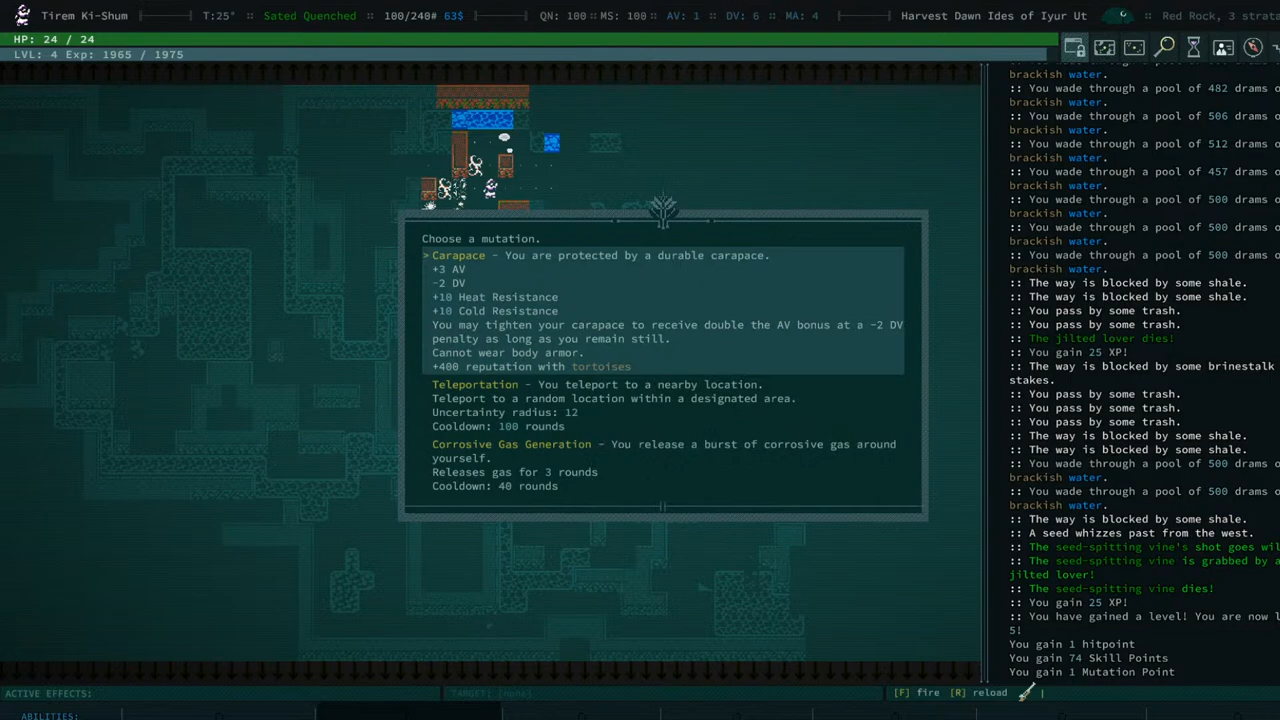 Tirem Ki-Shum T:25° :: Sated Quenched :: 100/240# 63$ QN: 100 :: MS: 100 :: AV: 1 :: DV: 6 :: MA: 4 Harvest Dawn Ides of Iyur Ut :: Red Rock, 3 strat
HP: 24 / 24
LVL: 4 Exp: 1965 / 1975
brackish water.
:: You wade through a pool of 482 drams o
brackish water.
:: You wade through a pool of 506 drams o
brackish water.
:: You wade through a pool of 512 drams o
brackish water.
:: You wade through a pool of 457 drams o
brackish water.
:: You wade through a pool of 500 drams o
brackish water.
:: You wade through a pool of 500 drams o
brackish water.
:: You wade through a pool of 500 drams o
brackish water.
:: The way is blocked by some shale.
:: The way is blocked by some shale.
:: You pass by some trash.
:: You pass by some trash.
:: The jilted lover dies!
:: You gain 25 XP!
:: The way is blocked by some brinestalk
stakes.
:: You pass by some trash.
:: You pass by some trash.
:: The way is blocked by some shale.
:: The way is blocked by some shale.
:: You wade through a pool of 500 drams o
brackish water.
:: You wade through a pool of 500 drams o
brackish water.
:: The way is blocked by some shale.
:: A seed whizzes past from the west.
:: The seed-spitting vine's shot goes wil
:: The seed-spitting vine is grabbed by a
jilted lover!
:: The seed-spitting vine dies!
:: You gain 25 XP!
:: You have gained a level! You are now l
5!
You gain 1 hitpoint
You gain 74 Skill Points
You gain 1 Mutation Point
Choose a mutation.
> Carapace - You are protected by a durable carapace.
+3 AV
-2 DV
+10 Heat Resistance
+10 Cold Resistance
You may tighten your carapace to receive double the AV bonus at a -2 DV
penalty as long as you remain still.
Cannot wear body armor.
+400 reputation with tortoises
Teleportation - You teleport to a nearby location.
Teleport to a random location within a designated area.
Uncertainty radius: 12
Cooldown: 100 rounds
Corrosive Gas Generation - You release a burst of corrosive gas around
yourself.
Releases gas for 3 rounds
Cooldown: 40 rounds
ACTIVE EFFECTS: TARGET: [none] [F] fire [R] reload
ABILITIES: